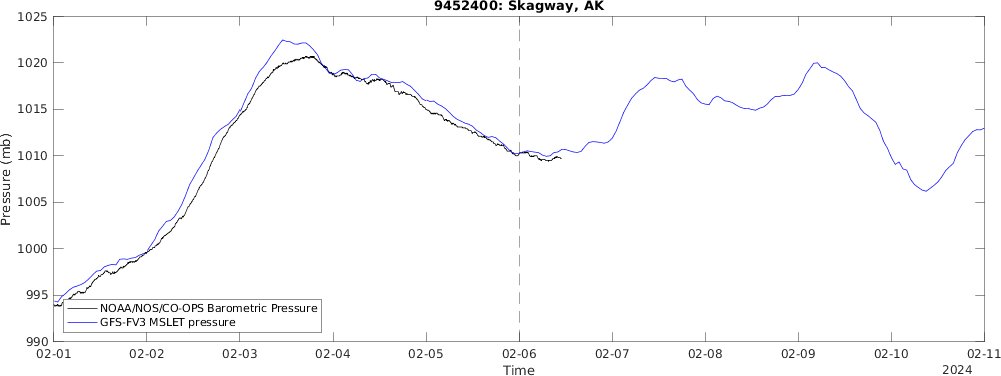 9452400: Skagway, AK
Pressure (mb)
1025
1020
1015
1010
1005
1000
995
990
NOAA/NOS/CO-OPS Barometric Pressure
GFS-FV3 MSLET pressure
02-01 02-02 02-03 02-04 02-05 02-06 02-07 02-08 02-09 02-10 02-11
Time
2024